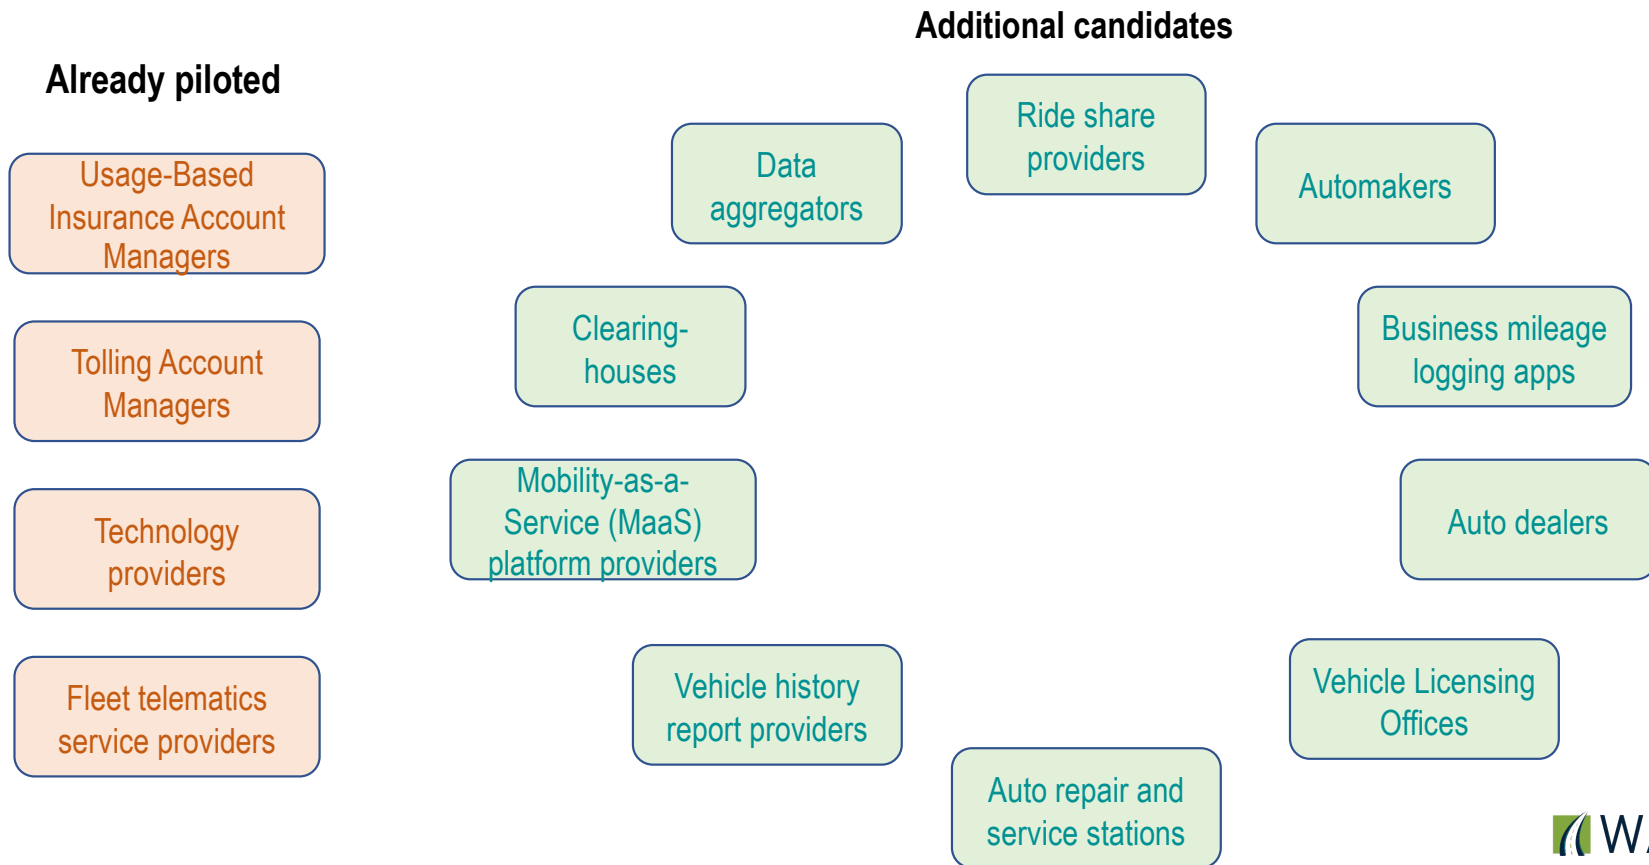 Additional candidates
Already piloted
Usage-Based
Insurance Account
Managers
Tolling Account
Managers
Technology
providers
Fleet telematics
service providers
Ride share
providers
Data
aggregators
Automakers
Clearing-
houses
Business mileage
logging apps
Mobility-as-a-
Service (MaaS)
platform providers
Auto dealers
Vehicle history
report providers
Vehicle Licensing
Offices
Auto repair and
service stations